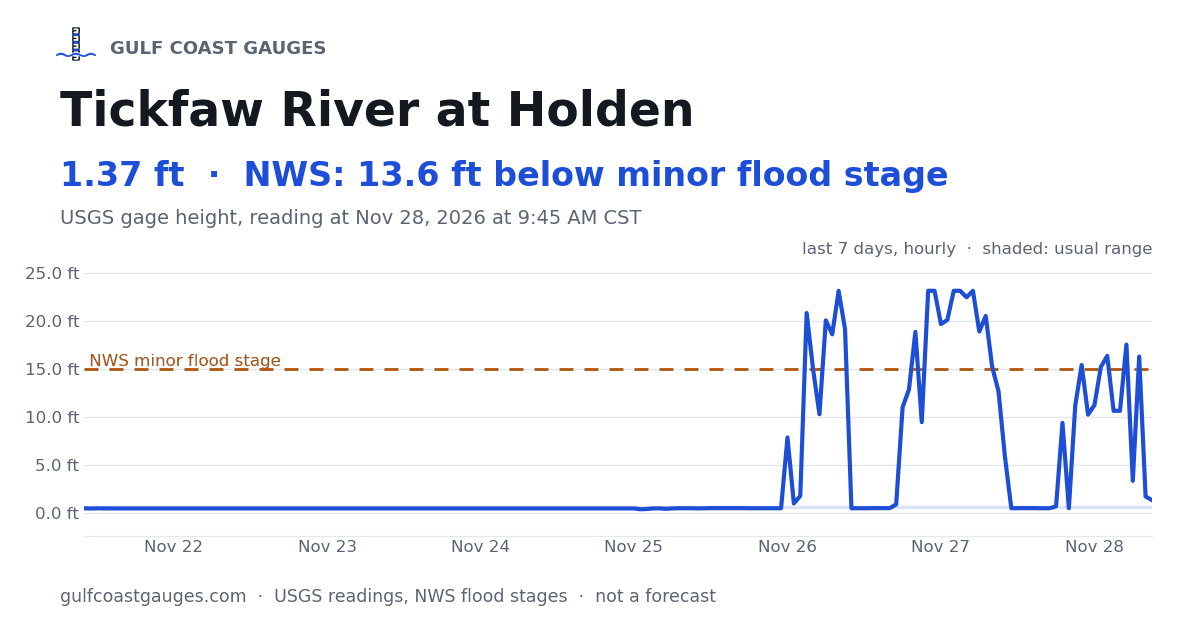 GULF COAST GAUGES
Tickfaw River at Holden
1.37 ft · NWS: 13.6 ft below minor flood stage
USGS gage height, reading at Nov 28, 2026 at 9:45 AM CST
last 7 days, hourly · shaded: usual range
25.0 ft
20.0 ft
NWS minor flood stage
15.0 ft
10.0 ft
5.0 ft
0.0 ft
Nov 22 Nov 23 Nov 24 Nov 25 Nov 26 Nov 27 Nov 28
gulfcoastgauges.com · USGS readings, NWS flood stages · not a forecast